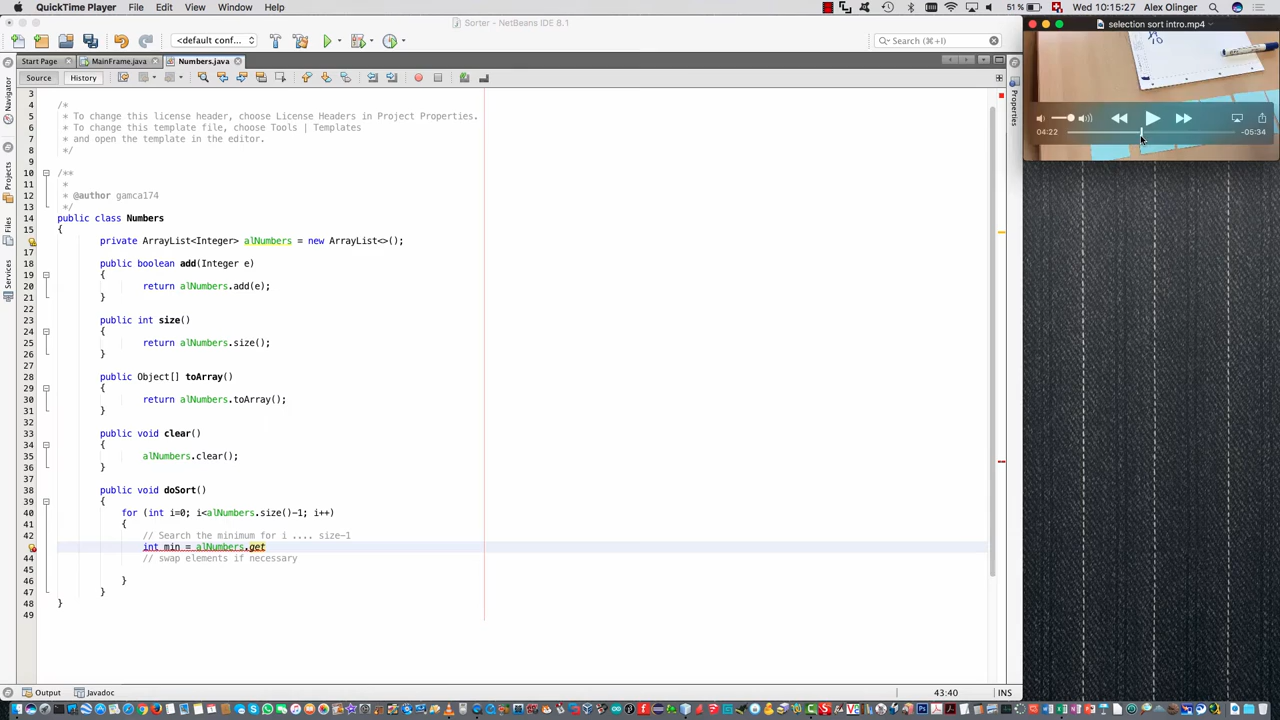 QuickTime Player File Edit View Window Help 51 % Wed 10:15:27 Alex Olinger
Sorter - NetBeans IDE 8.1
selection sort intro.mp4
<default conf... Search (⌘+I)
Start Page MainFrame.java Numbers.java
Source History
Navigator
Projects
Files
Services
Properties
04:22 -05:34
3
4 /*
5 * To change this license header, choose License Headers in Project Properties.
6 * To change this template file, choose Tools | Templates
7 * and open the template in the editor.
8 */
9
10 /**
11 *
12 * @author gamca174
13 */
14 public class Numbers
15 {
private ArrayList<Integer> alNumbers = new ArrayList<>();
17
18 public boolean add(Integer e)
19 {
20 return alNumbers.add(e);
21 }
22
23 public int size()
24 {
25 return alNumbers.size();
26 }
27
28 public Object[] toArray()
29 {
30 return alNumbers.toArray();
31 }
32
33 public void clear()
34 {
35 alNumbers.clear();
36 }
37
38 public void doSort()
39 {
40 for (int i=0; i<alNumbers.size()-1; i++)
41 {
42 // Search the minimum for i .... size-1
int min = alNumbers.get
44 // swap elements if necessary
45
46 }
47 }
48 }
49
Output Javadoc 43:40 INS